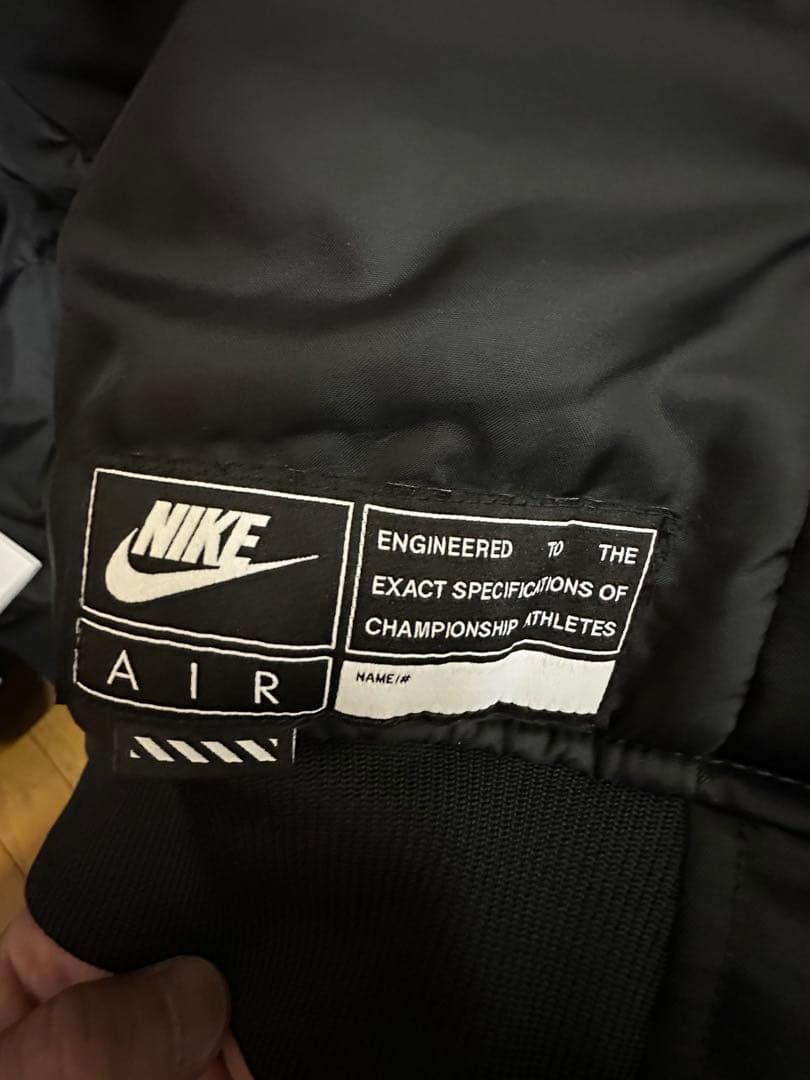 NIKE
AIR
ENGINEERED TO THE
EXACT SPECIFICATIONS OF
CHAMPIONSHIP ATHLETES
NAME/#